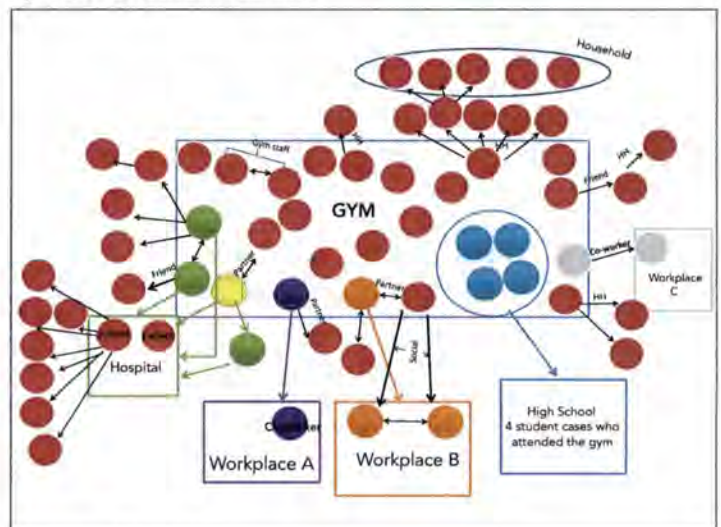 Household
HH
Gym staff
HH
HH
Friend
GYM
Partner
Friend
Co-worker
Partner
Workplace
C
Partner
HH
Social
Hospital
Workplace A
Workplace B
High School
4 student cases who
attended the gym